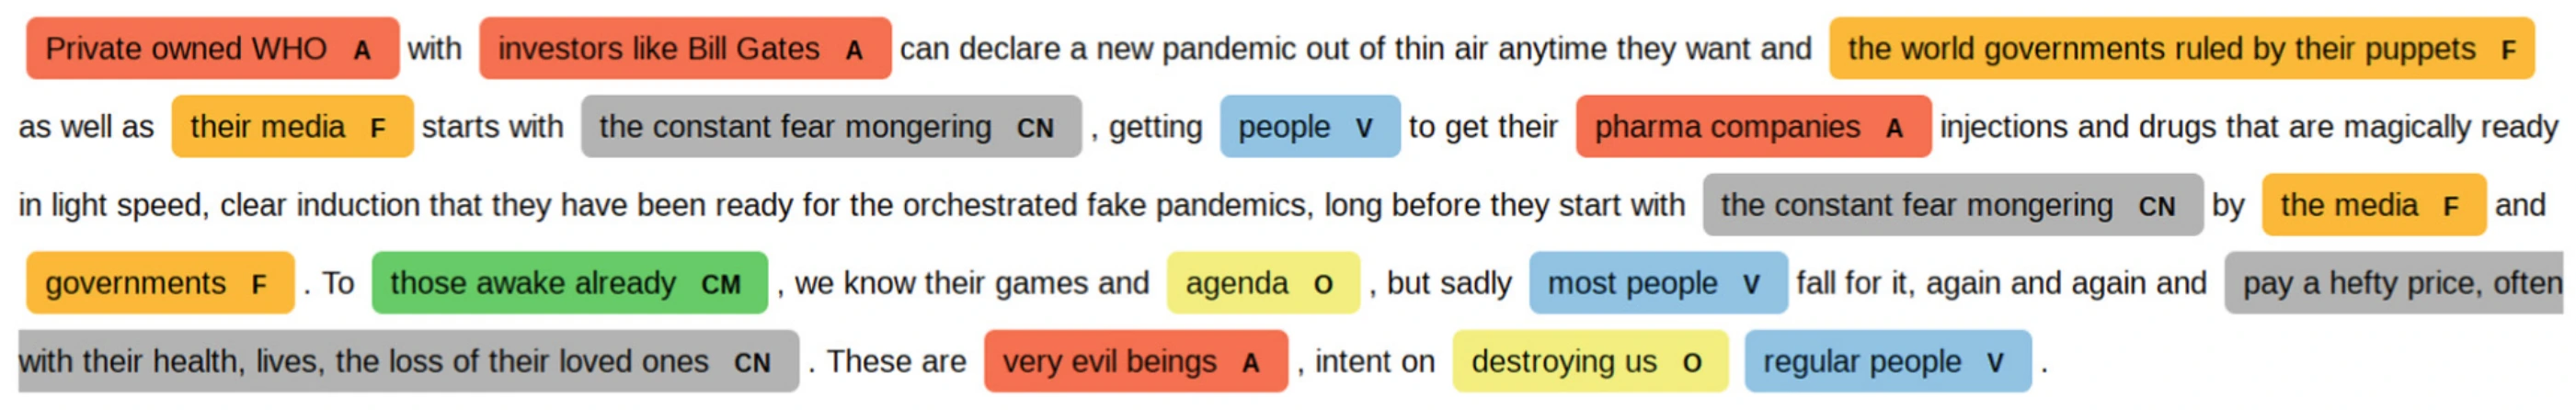 Private owned WHO A with investors like Bill Gates A can declare a new pandemic out of thin air anytime they want and the world governments ruled by their puppets F
as well as their media F starts with the constant fear mongering CN , getting people V to get their pharma companies A injections and drugs that are magically ready
in light speed, clear induction that they have been ready for the orchestrated fake pandemics, long before they start with the constant fear mongering CN by the media F and
governments F . To those awake already CM , we know their games and agenda O , but sadly most people V fall for it, again and again and pay a hefty price, often
with their health, lives, the loss of their loved ones CN . These are very evil beings A , intent on destroying us O regular people V .